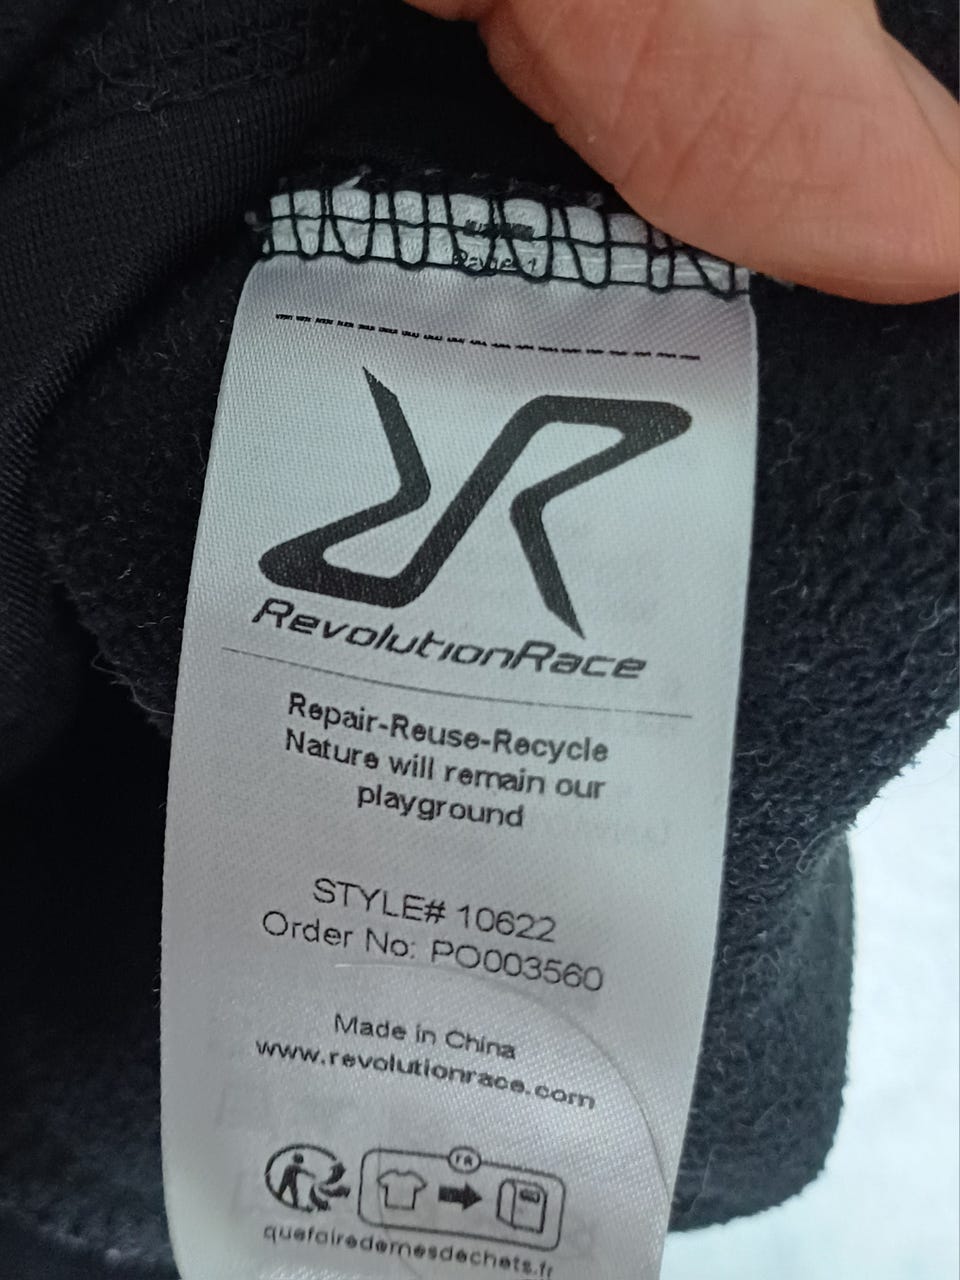 RevolutionRace
Repair-Reuse-Recycle
Nature will remain our
playground
STYLE# 10622
Order No: PO003560
Made in China
www.revolutionrace.com
FR
quefairedemesdechets.fr